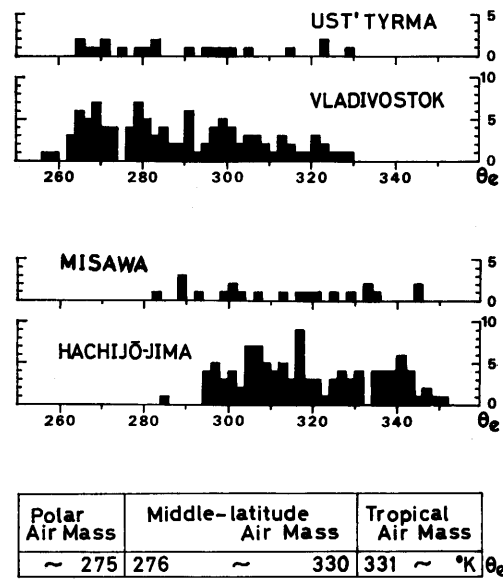 UST' TYRMA
5
0
VLADIVOSTOK
10
5
0
260 280 300 320 340 θe
MISAWA
5
0
HACHIJŌ-JIMA
10
5
0
260 280 300 320 340 θe
Polar Air Mass
Middle-latitude Air Mass
Tropical Air Mass
~ 275
276 ~ 330
331 ~ °K
θe